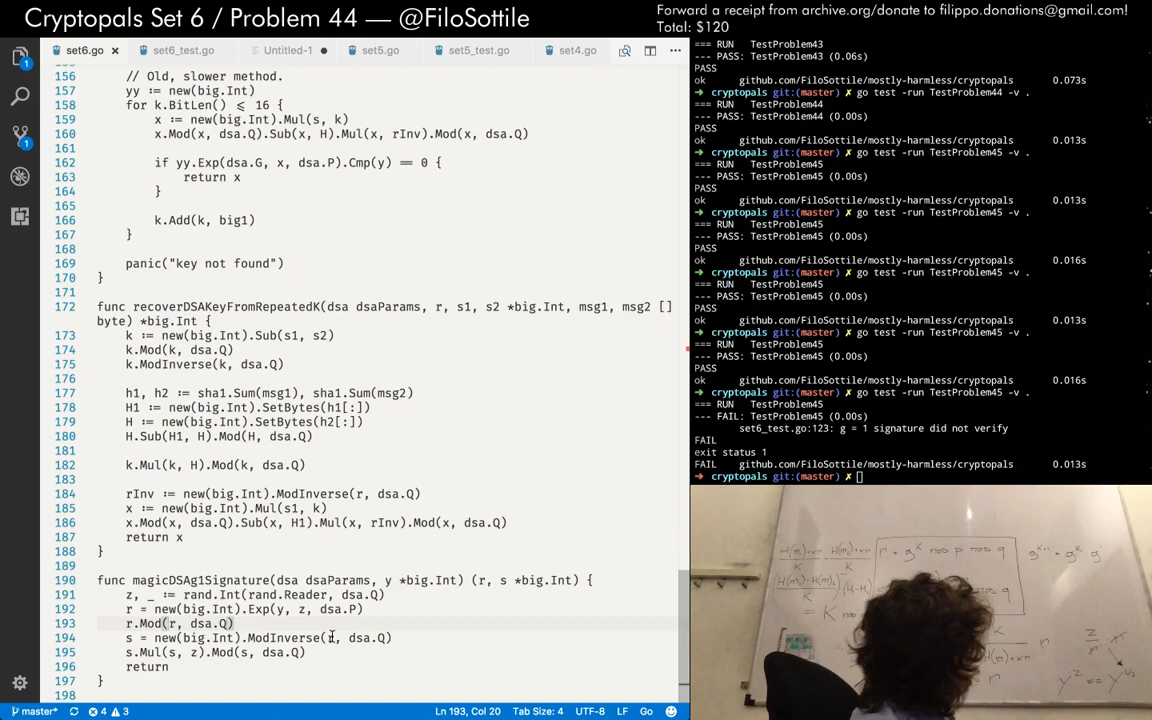 Cryptopals Set 6 / Problem 44 — @FiloSottile
Forward a receipt from archive.org/donate to filippo.donations@gmail.com!
Total: $120
set6.go × set6_test.go Untitled-1 ● set5.go set5_test.go set4.go ...
156 // Old, slower method.
157 yy := new(big.Int)
158 for k.BitLen() <= 16 {
159 x := new(big.Int).Mul(s, k)
160 x.Mod(x, dsa.Q).Sub(x, H).Mul(x, rInv).Mod(x, dsa.Q)
161
162 if yy.Exp(dsa.G, x, dsa.P).Cmp(y) == 0 {
163 return x
164 }
165
166 k.Add(k, big1)
167 }
168
169 panic("key not found")
170 }
171
172 func recoverDSAKeyFromRepeatedK(dsa dsaParams, r, s1, s2 *big.Int, msg1, msg2 []
byte) *big.Int {
173 k := new(big.Int).Sub(s1, s2)
174 k.Mod(k, dsa.Q)
175 k.ModInverse(k, dsa.Q)
176
177 h1, h2 := sha1.Sum(msg1), sha1.Sum(msg2)
178 H1 := new(big.Int).SetBytes(h1[:])
179 H := new(big.Int).SetBytes(h2[:])
180 H.Sub(H1, H).Mod(H, dsa.Q)
181
182 k.Mul(k, H).Mod(k, dsa.Q)
183
184 rInv := new(big.Int).ModInverse(r, dsa.Q)
185 x := new(big.Int).Mul(s1, k)
186 x.Mod(x, dsa.Q).Sub(x, H1).Mul(x, rInv).Mod(x, dsa.Q)
187 return x
188 }
189
190 func magicDSAg1Signature(dsa dsaParams, y *big.Int) (r, s *big.Int) {
191 z, _ := rand.Int(rand.Reader, dsa.Q)
192 r = new(big.Int).Exp(y, z, dsa.P)
193 r.Mod(r, dsa.Q)
194 s = new(big.Int).ModInverse(r, dsa.Q)
195 s.Mul(s, z).Mod(s, dsa.Q)
196 return
197 }
198
master* 4 3 Ln 193, Col 20 Tab Size: 4 UTF-8 LF Go
=== RUN TestProblem43
--- PASS: TestProblem43 (0.06s)
PASS
ok github.com/FiloSottile/mostly-harmless/cryptopals 0.073s
➜ cryptopals git:(master) ✗ go test -run TestProblem44 -v .
=== RUN TestProblem44
--- PASS: TestProblem44 (0.00s)
PASS
ok github.com/FiloSottile/mostly-harmless/cryptopals 0.013s
➜ cryptopals git:(master) ✗ go test -run TestProblem45 -v .
=== RUN TestProblem45
--- PASS: TestProblem45 (0.00s)
PASS
ok github.com/FiloSottile/mostly-harmless/cryptopals 0.013s
➜ cryptopals git:(master) ✗ go test -run TestProblem45 -v .
=== RUN TestProblem45
--- PASS: TestProblem45 (0.00s)
PASS
ok github.com/FiloSottile/mostly-harmless/cryptopals 0.016s
➜ cryptopals git:(master) ✗ go test -run TestProblem45 -v .
=== RUN TestProblem45
--- PASS: TestProblem45 (0.00s)
PASS
ok github.com/FiloSottile/mostly-harmless/cryptopals 0.013s
➜ cryptopals git:(master) ✗ go test -run TestProblem45 -v .
=== RUN TestProblem45
--- PASS: TestProblem45 (0.00s)
PASS
ok github.com/FiloSottile/mostly-harmless/cryptopals 0.016s
➜ cryptopals git:(master) ✗ go test -run TestProblem45 -v .
=== RUN TestProblem45
--- FAIL: TestProblem45 (0.00s)
set6_test.go:123: g = 1 signature did not verify
FAIL
exit status 1
FAIL github.com/FiloSottile/mostly-harmless/cryptopals 0.013s
➜ cryptopals git:(master) ✗
r = g^k mod p mod q
= K mod